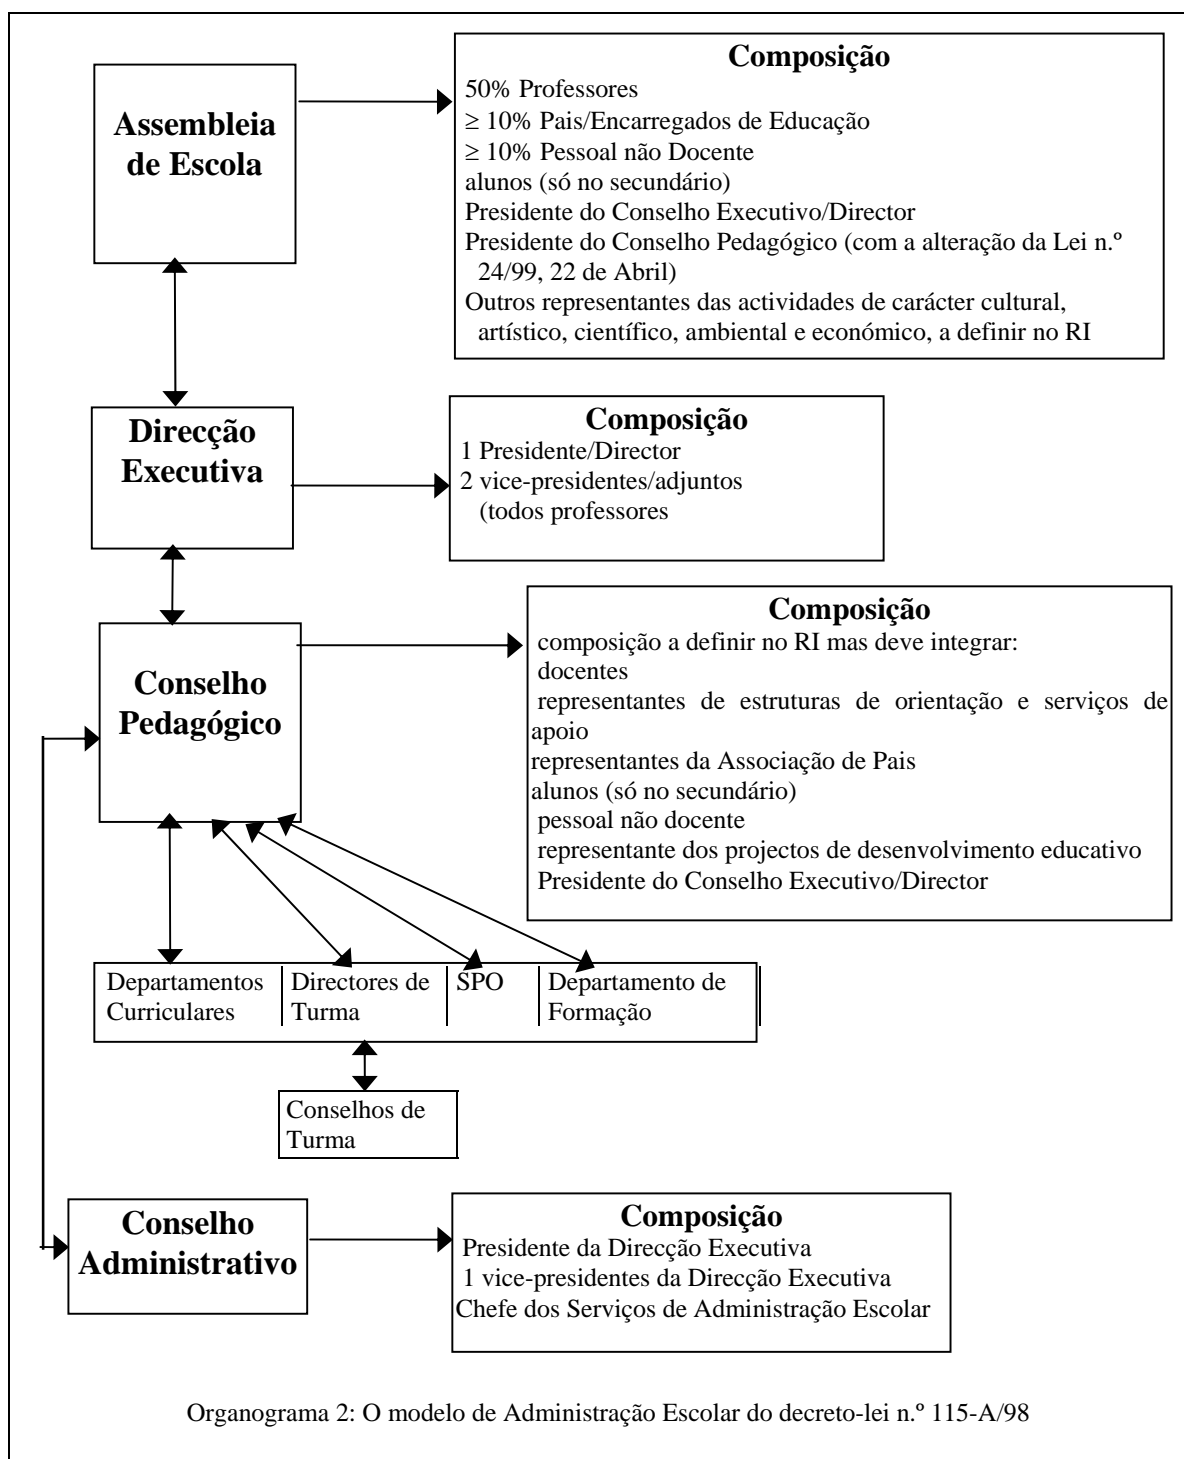 Assembleia
de Escola
Composição
50% Professores
≥ 10% Pais/Encarregados de Educação
≥ 10% Pessoal não Docente
alunos (só no secundário)
Presidente do Conselho Executivo/Director
Presidente do Conselho Pedagógico (com a alteração da Lei n.º
24/99, 22 de Abril)
Outros representantes das actividades de carácter cultural,
artístico, científico, ambiental e económico, a definir no RI
Direcção
Executiva
Composição
1 Presidente/Director
2 vice-presidentes/adjuntos
(todos professores
Conselho
Pedagógico
Composição
composição a definir no RI mas deve integrar:
docentes
representantes de estruturas de orientação e serviços de
apoio
representantes da Associação de Pais
alunos (só no secundário)
pessoal não docente
representante dos projectos de desenvolvimento educativo
Presidente do Conselho Executivo/Director
Departamentos
Curriculares
Directores de
Turma
SPO
Departamento de
Formação
Conselhos de
Turma
Conselho
Administrativo
Composição
Presidente da Direcção Executiva
1 vice-presidentes da Direcção Executiva
Chefe dos Serviços de Administração Escolar
Organograma 2: O modelo de Administração Escolar do decreto-lei n.º 115-A/98